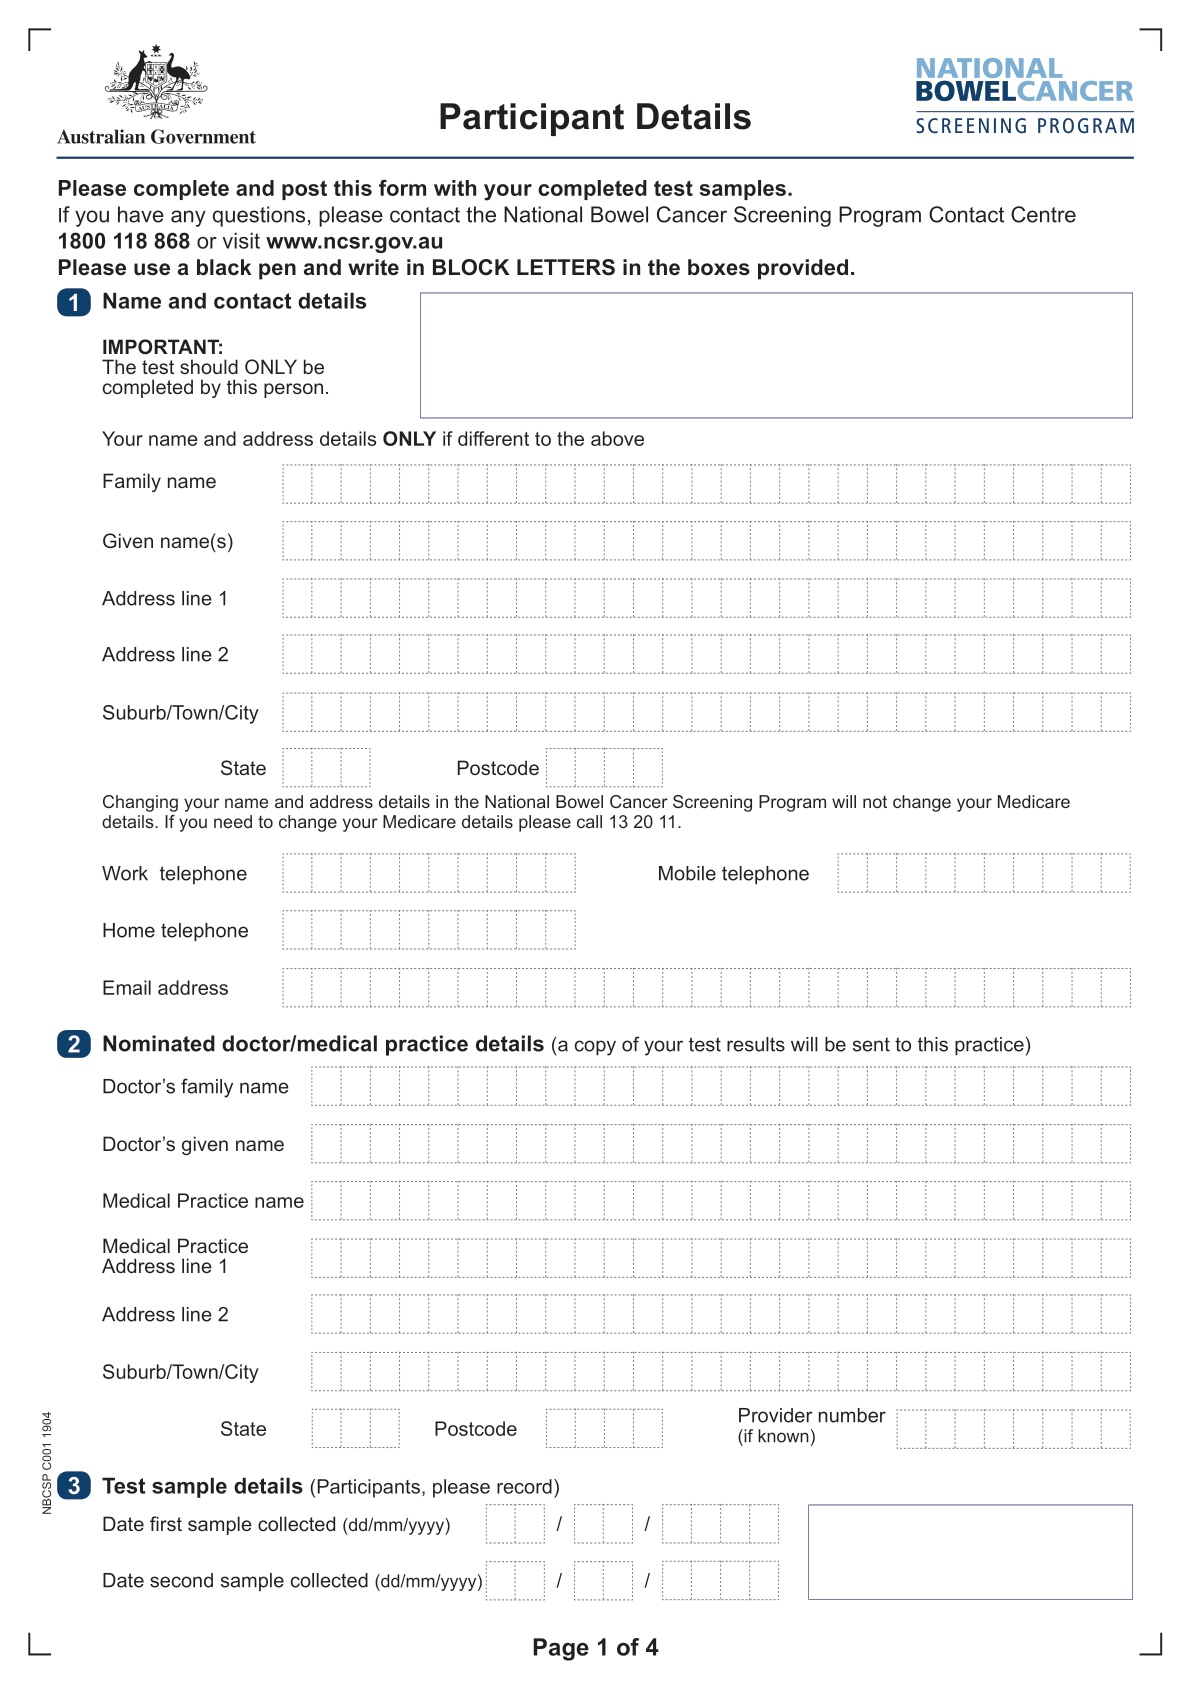 Australian Government
Participant Details
NATIONAL
BOWELCANCER
SCREENING PROGRAM
Please complete and post this form with your completed test samples.
If you have any questions, please contact the National Bowel Cancer Screening Program Contact Centre
1800 118 868 or visit www.ncsr.gov.au
Please use a black pen and write in BLOCK LETTERS in the boxes provided.
1 Name and contact details
IMPORTANT:
The test should ONLY be
completed by this person.
Your name and address details ONLY if different to the above
Family name
Given name(s)
Address line 1
Address line 2
Suburb/Town/City
State Postcode
Changing your name and address details in the National Bowel Cancer Screening Program will not change your Medicare
details. If you need to change your Medicare details please call 13 20 11.
Work telephone Mobile telephone
Home telephone
Email address
2 Nominated doctor/medical practice details (a copy of your test results will be sent to this practice)
Doctor’s family name
Doctor’s given name
Medical Practice name
Medical Practice
Address line 1
Address line 2
Suburb/Town/City
State Postcode Provider number
(if known)
NBCSP C001 1904
3 Test sample details (Participants, please record)
Date first sample collected (dd/mm/yyyy) / /
Date second sample collected (dd/mm/yyyy) / /
Page 1 of 4